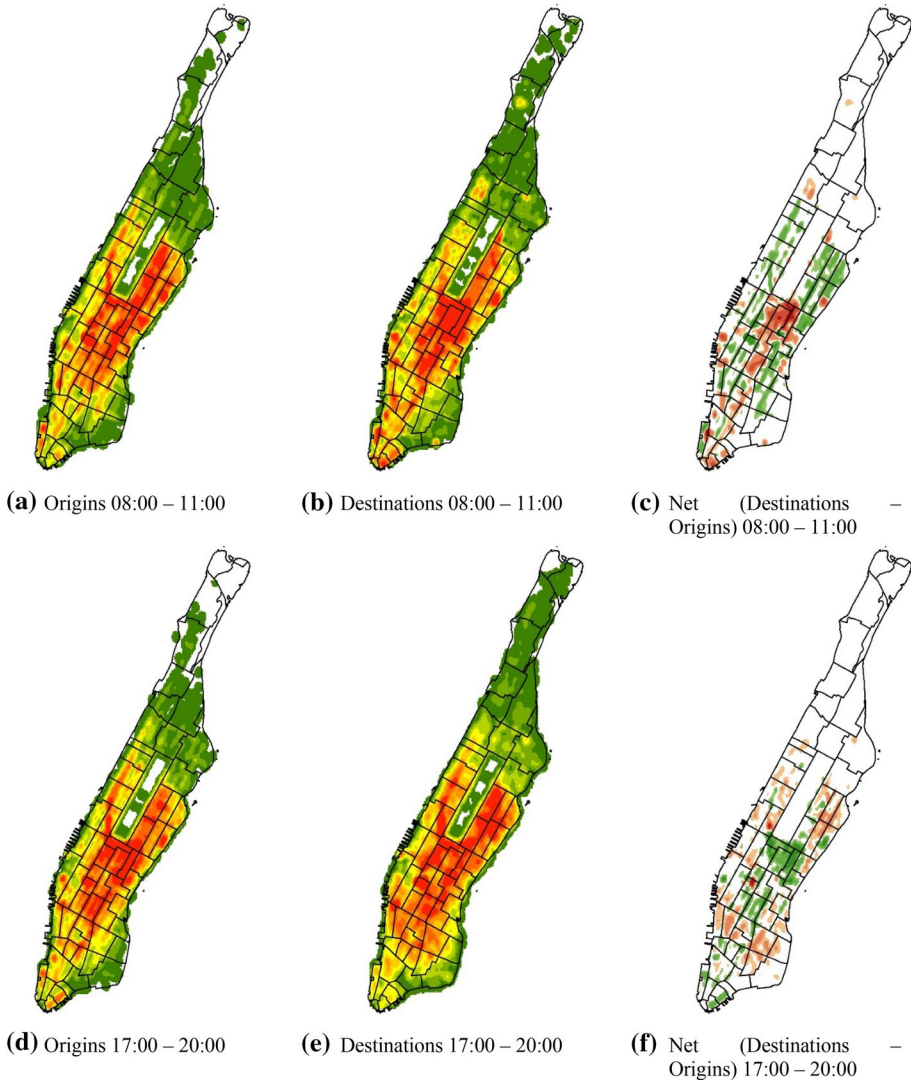 (a) Origins 08:00 – 11:00
(b) Destinations 08:00 – 11:00
(c) Net (Destinations –
Origins) 08:00 – 11:00
(d) Origins 17:00 – 20:00
(e) Destinations 17:00 – 20:00
(f) Net (Destinations –
Origins) 17:00 – 20:00